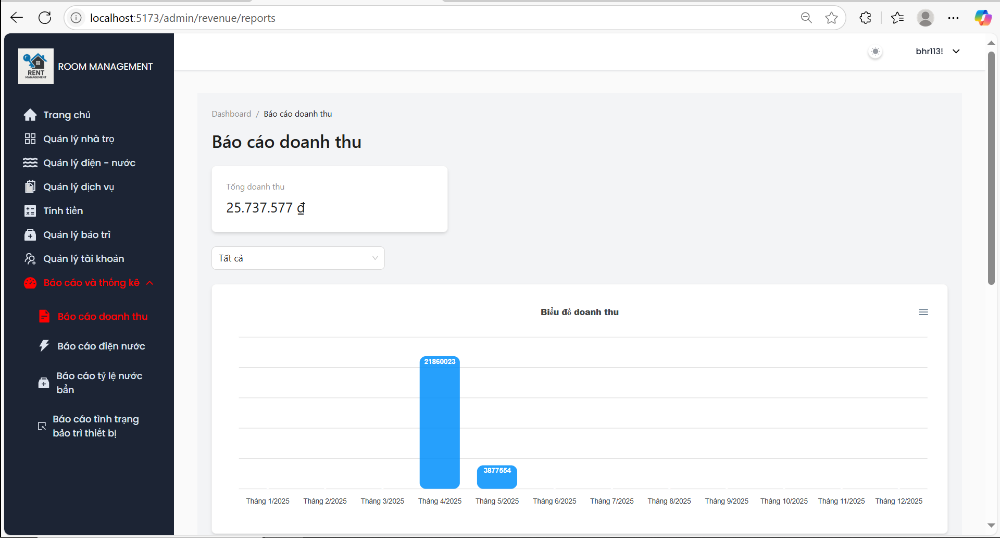 localhost:5173/admin/revenue/reports
RENT
MANAGEMENT
ROOM MANAGEMENT
bhr113!
Trang chủ
Quản lý nhà trọ
Quản lý điện - nước
Quản lý dịch vụ
Tính tiền
Quản lý bảo trì
Quản lý tài khoản
Báo cáo và thống kê
Báo cáo doanh thu
Báo cáo điện nước
Báo cáo tỷ lệ nước
bẩn
Báo cáo tình trạng
bảo trì thiết bị
Dashboard / Báo cáo doanh thu
Báo cáo doanh thu
Tổng doanh thu
25.737.577 ₫
Tất cả
Biểu đồ doanh thu
21860023
3877554
Tháng 1/2025 Tháng 2/2025 Tháng 3/2025 Tháng 4/2025 Tháng 5/2025 Tháng 6/2025 Tháng 7/2025 Tháng 8/2025 Tháng 9/2025 Tháng 10/2025 Tháng 11/2025 Tháng 12/2025